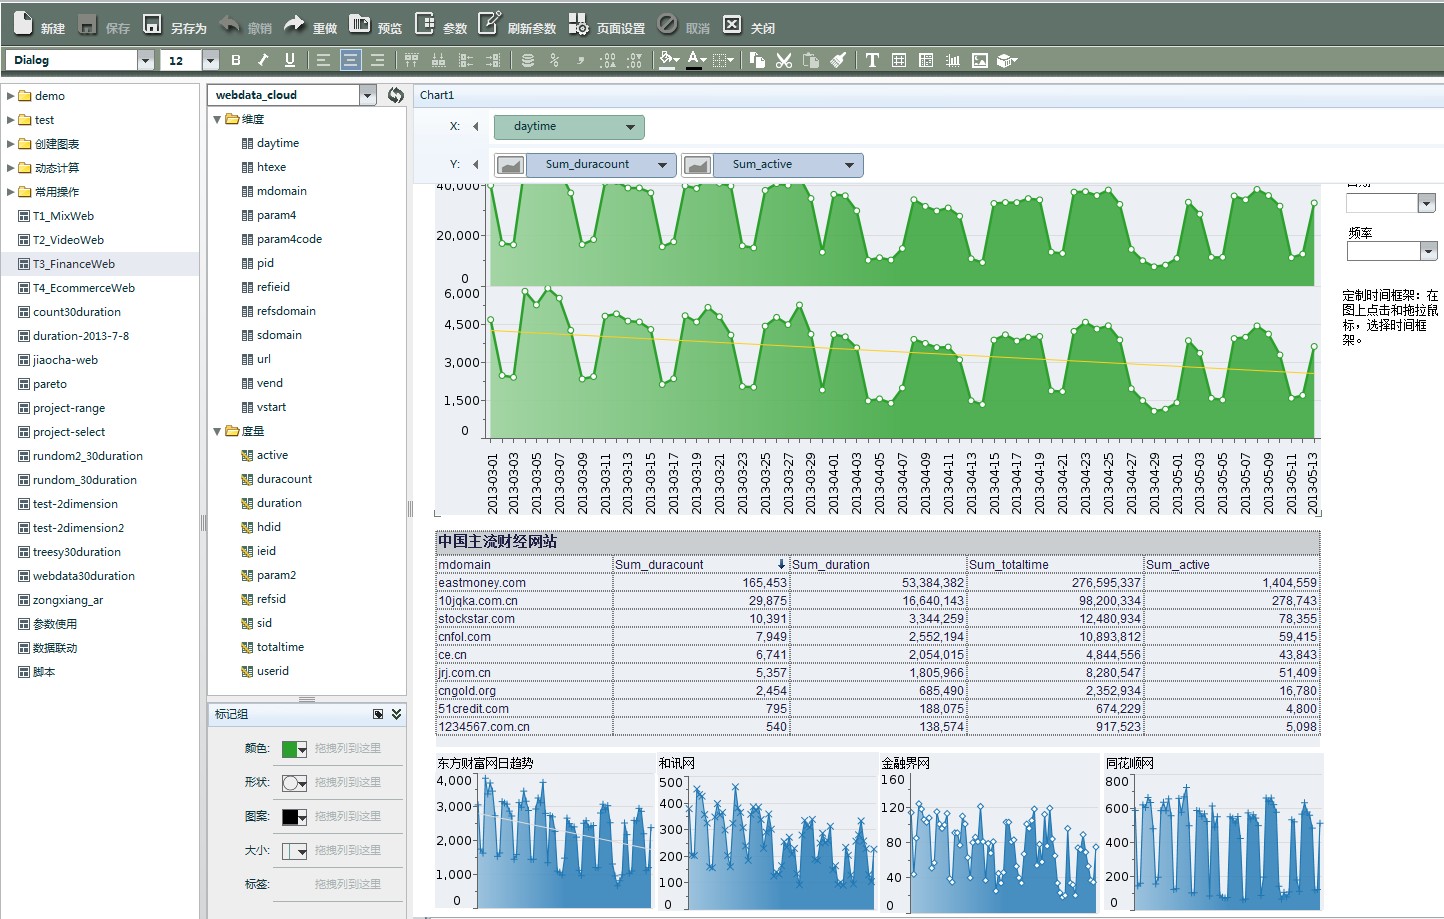 新建 保存 另存为 撤销 重做 预览 参数 刷新参数 页面设置 取消 关闭
Dialog 12 B U T
demo
test
创建图表
动态计算
常用操作
T1_MixWeb
T2_VideoWeb
T3_FinanceWeb
T4_EcommerceWeb
count30duration
duration-2013-7-8
jiaocha-web
pareto
project-range
project-select
rundom2_30duration
rundom_30duration
test-2dimension
test-2dimension2
treesy30duration
webdata30duration
zongxiang_ar
参数使用
数据联动
脚本
webdata_cloud
维度
daytime
htexe
mdomain
param4
param4code
pid
refieid
refsdomain
sdomain
url
vend
vstart
度量
active
duracount
duration
hdid
ieid
param2
refsid
sid
totaltime
userid
标记组
颜色: 拖拽列到这里
形状: 拖拽列到这里
图案: 拖拽列到这里
大小: 拖拽列到这里
标签: 拖拽列到这里
Chart1
X: daytime
Y: Sum_duracount Sum_active
40,000
20,000
0
6,000
4,500
3,000
1,500
0
2013-03-01 2013-03-03 2013-03-05 2013-03-07 2013-03-09 2013-03-11 2013-03-13 2013-03-15 2013-03-17 2013-03-19 2013-03-21 2013-03-23 2013-03-25 2013-03-27 2013-03-29 2013-04-01 2013-04-03 2013-04-05 2013-04-07 2013-04-09 2013-04-11 2013-04-13 2013-04-15 2013-04-17 2013-04-19 2013-04-21 2013-04-23 2013-04-25 2013-04-27 2013-04-29 2013-05-01 2013-05-03 2013-05-05 2013-05-07 2013-05-09 2013-05-11 2013-05-13
频率
定制时间框架：在
图上点击和拖拉鼠
标，选择时间框
架。
中国主流财经网站
mdomain Sum_duracount Sum_duration Sum_totaltime Sum_active
eastmoney.com 165,453 53,384,382 276,595,337 1,404,559
10jqka.com.cn 29,875 16,640,143 98,200,334 278,743
stockstar.com 10,391 3,344,259 12,480,934 78,355
cnfol.com 7,949 2,552,194 10,893,812 59,415
ce.cn 6,741 2,054,015 4,844,556 43,843
jrj.com.cn 5,357 1,805,966 8,280,547 51,409
cngold.org 2,454 685,490 2,352,934 16,780
51credit.com 795 188,075 674,229 4,800
1234567.com.cn 540 138,574 917,523 5,098
东方财富网日趋势
4,000
3,000
2,000
1,000
0
和讯网
500
400
300
200
100
0
金融界网
160
120
80
40
0
同花顺网
800
600
400
200
0